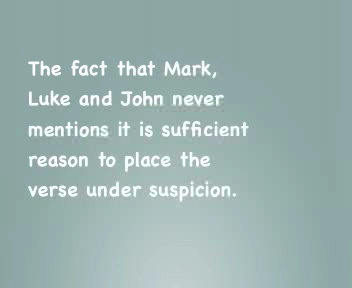 The fact that Mark,
Luke and John never
mentions it is sufficient
reason to place the
verse under suspicion.